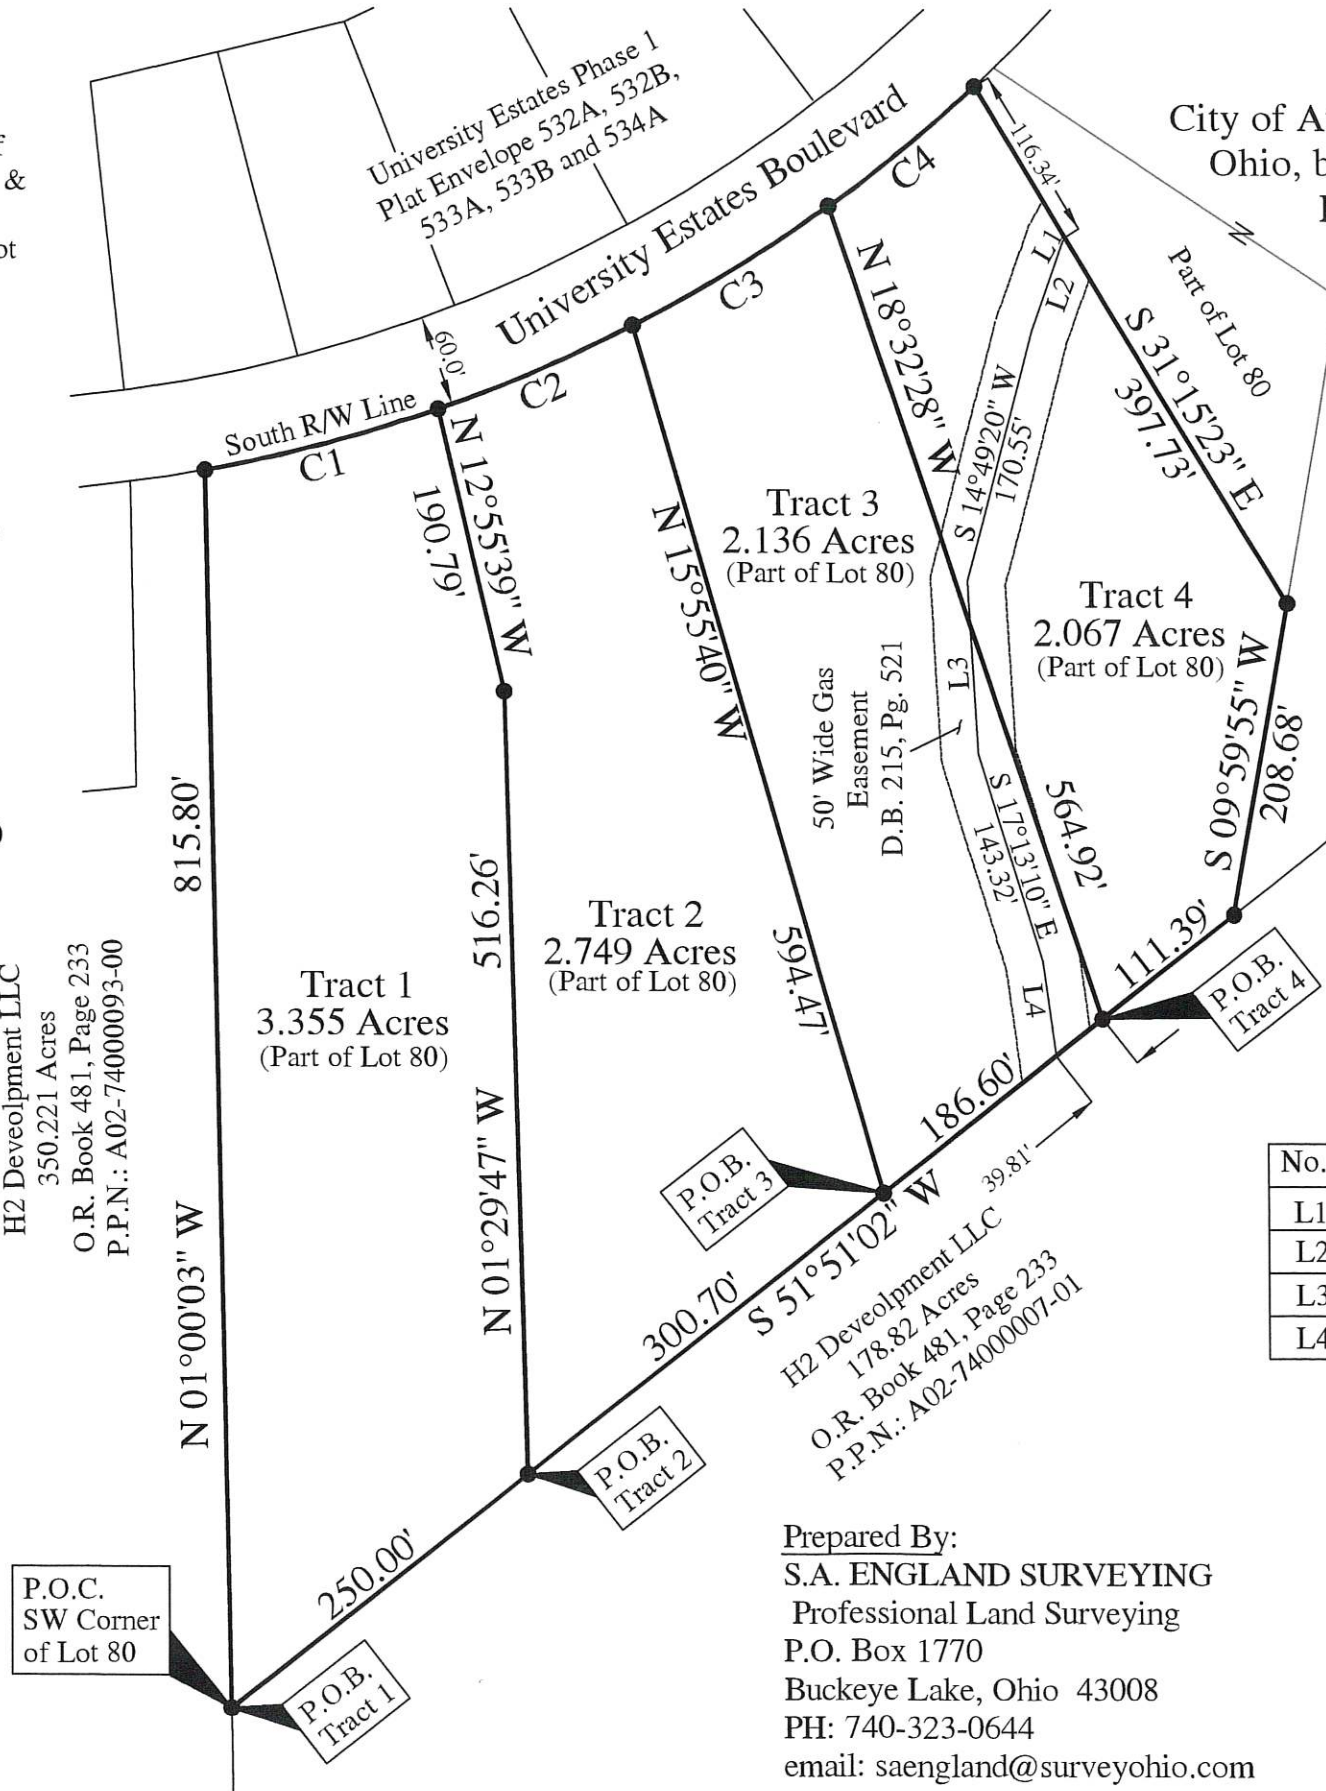 University Estates Phase 1
Plat Envelope 532A, 532B,
533A, 533B and 534A
University Estates Boulevard
City of A
Ohio, b
&
ot
116.34'
N
Part of Lot 80
60.0'
South R/W Line
C1
C2
C3
C4
L1
L2
N 12°55'39" W
190.79'
N 18°32'28" W
S 14°49'20" W
170.55'
S 31°15'23" E
397.73'
N 15°55'40" W
Tract 3
2.136 Acres
(Part of Lot 80)
Tract 4
2.067 Acres
(Part of Lot 80)
L3
50' Wide Gas
Easement
D.B. 215, Pg. 521
S 09°59'55" W
208.68'
815.80'
516.26'
564.92'
S 17°13'10" E
143.32'
594.47'
Tract 2
2.749 Acres
(Part of Lot 80)
111.39'
L4
P.O.B.
Tract 4
Tract 1
3.355 Acres
(Part of Lot 80)
H2 Deveolpment LLC
350.221 Acres
O.R. Book 481, Page 233
P.P.N.: A02-74000093-00
186.60'
39.81'
P.O.B.
Tract 3
N 01°00'03" W
N 01°29'47" W
S 51°51'02" W
300.70'
H2 Deveolpment LLC
178.82 Acres
O.R. Book 481, Page 233
P.P.N.: A02-74000007-01
No.
L1
L2
L3
L4
P.O.B.
Tract 2
250.00'
P.O.C.
SW Corner
of Lot 80
P.O.B.
Tract 1
Prepared By:
S.A. ENGLAND SURVEYING
Professional Land Surveying
P.O. Box 1770
Buckeye Lake, Ohio 43008
PH: 740-323-0644
email: saengland@surveyohio.com